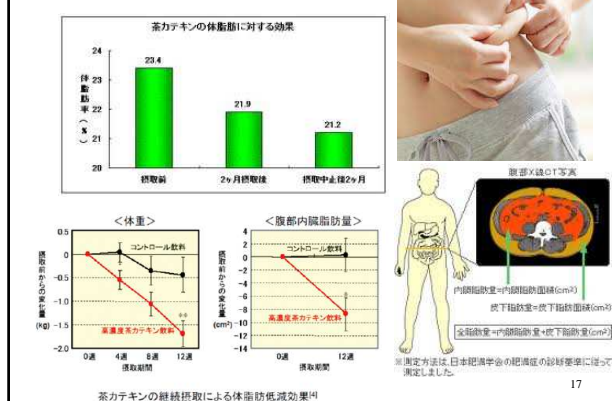 茶カテキンの体脂肪に対する効果
体脂肪率(%)
24
23
22
21
20
23.4
21.9
21.2
摂取前
2ヶ月摂取後
摂取中止後2ヶ月
<体重>
摂取前からの変化量
(kg)
0.5
0
-0.5
-1.0
-1.5
-2.0
コントロール飲料
高濃度茶カテキン飲料
**
0週 4週 8週 12週
摂取期間
<腹部内臓脂肪量>
摂取前からの変化量
(cm²)
4
2
0
-2
-4
-6
-8
-10
-12
-14
コントロール飲料
高濃度茶カテキン飲料
*
0週 12週
摂取期間
腹部X線CT写真
内臓脂肪量=内臓脂肪面積(cm²)
皮下脂肪量=皮下脂肪面積(cm²)
全脂肪量=内臓脂肪量+皮下脂肪量(cm²)
※測定方法は、日本肥満学会の肥満症の診断基準に従って
測定しました。
茶カテキンの継続摂取による体脂肪低減効果[4]
17